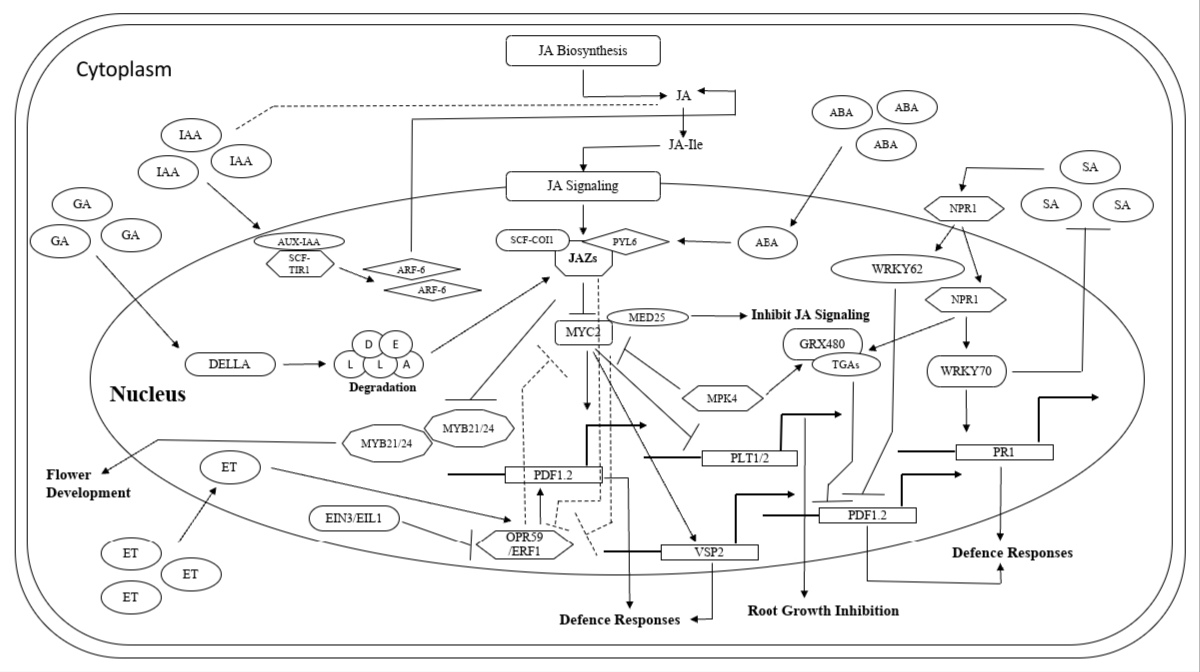 JA Biosynthesis
Cytoplasm
JA
ABA
ABA
ABA
IAA
IAA
IAA
JA-Ile
SA
SA
SA
JA Signaling
GA
GA
GA
NPR1
AUX-IAA
SCF-
TIR1
SCF-COI1
PYL6
ABA
JAZs
ARF-6
ARF-6
WRKY62
NPR1
MYC2
MED25
Inhibit JA Signaling
GRX480
TGAs
D
E
L
L
A
DELLA
Degradation
WRKY70
Nucleus
MPK4
MYB21/24
MYB21/24
PLT1/2
PR1
Flower
Development
ET
PDF1.2
PDF1.2
EIN3/EIL1
OPR59
/ERF1
VSP2
Defence Responses
ET
ET
ET
Defence Responses
Root Growth Inhibition